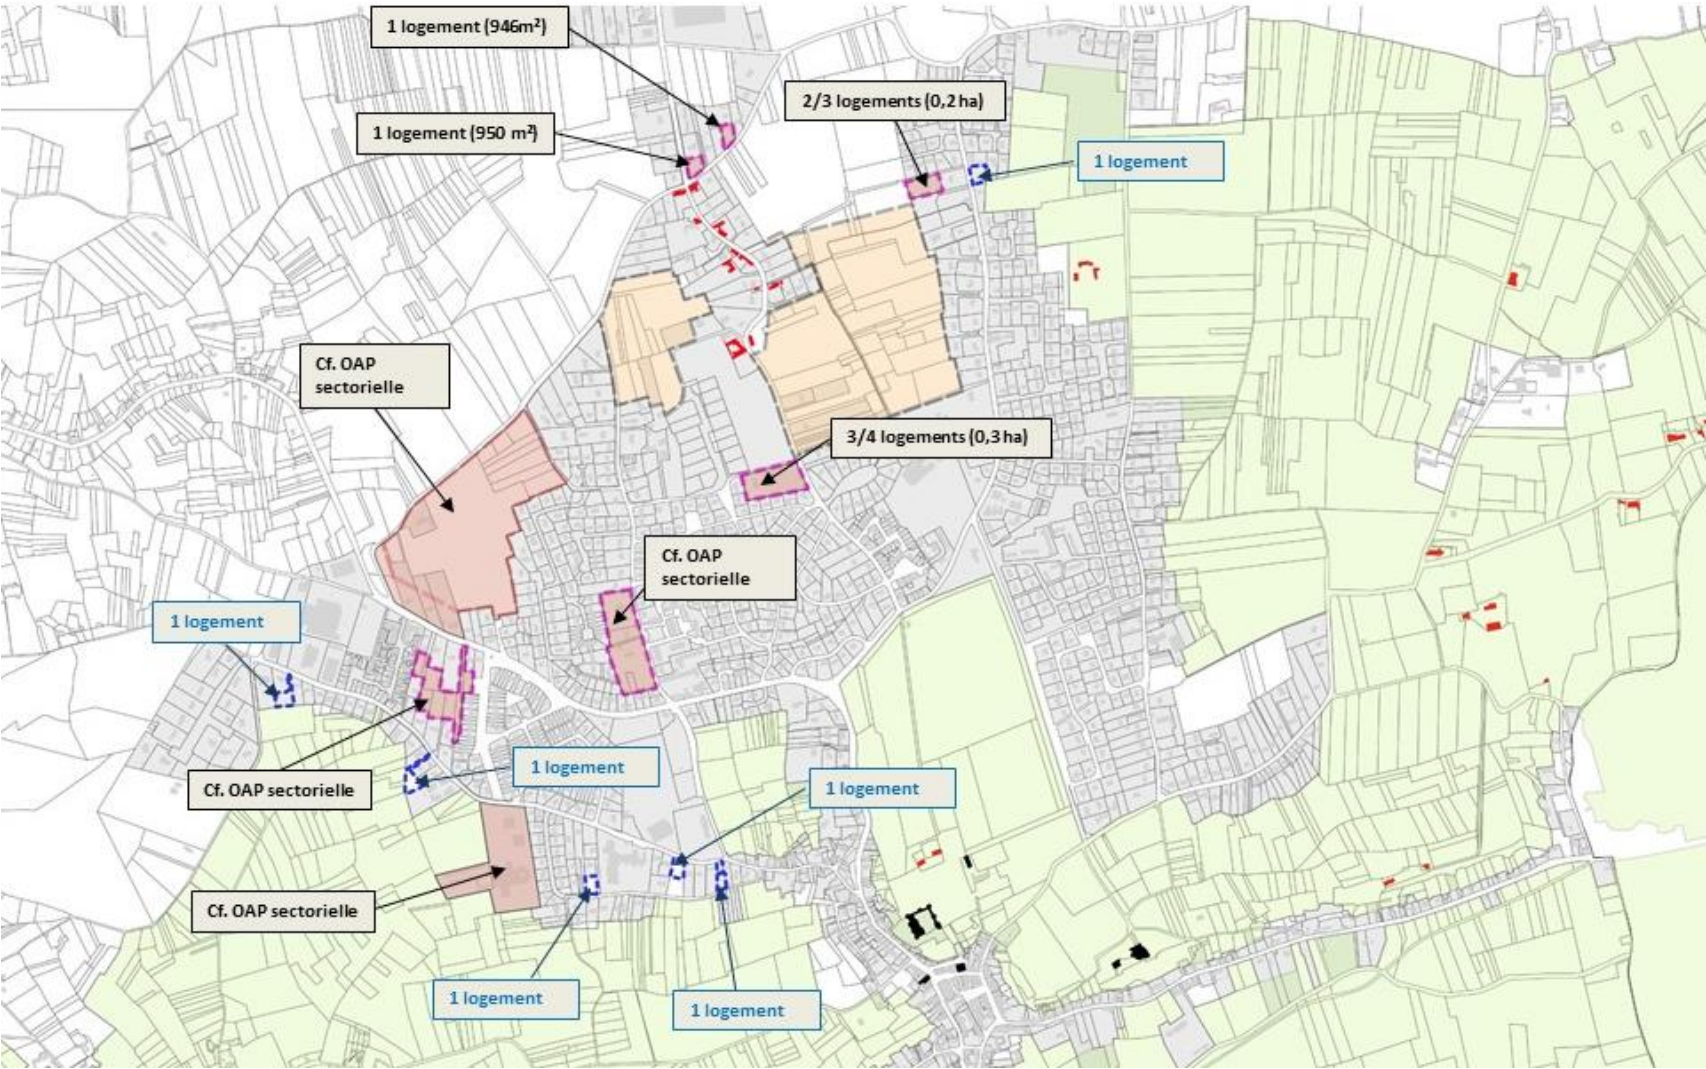 1 logement (946m²)
2/3 logements (0,2 ha)
1 logement (950 m²)
1 logement
Cf. OAP
sectorielle
3/4 logements (0,3 ha)
Cf. OAP
sectorielle
1 logement
1 logement
1 logement
Cf. OAP sectorielle
Cf. OAP sectorielle
1 logement
1 logement